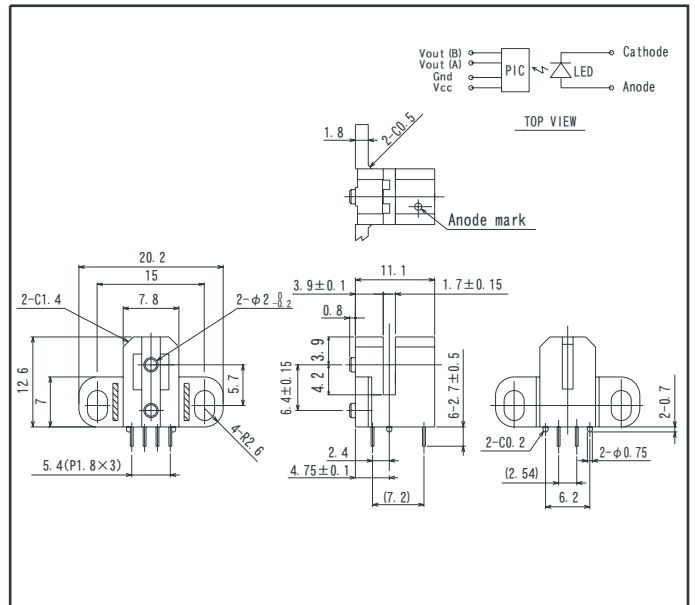 Vout (B)
Vout (A)
Gnd
Vcc
PIC
LED
Cathode
Anode
TOP VIEW
1.8
2-C0.5
Anode mark
20.2
15
7.8
2-C1.4
2-φ2 0 -0.2
12.6
7
5.7
4-R2.6
5.4(P1.8×3)
11.1
3.9±0.1
1.7±0.15
0.8
3.9
4.2
6.4±0.15
6-2.7±0.5
2.4
4.75±0.1
(7.2)
2-0.7
2-C0.2
2-φ0.75
(2.54)
6.2